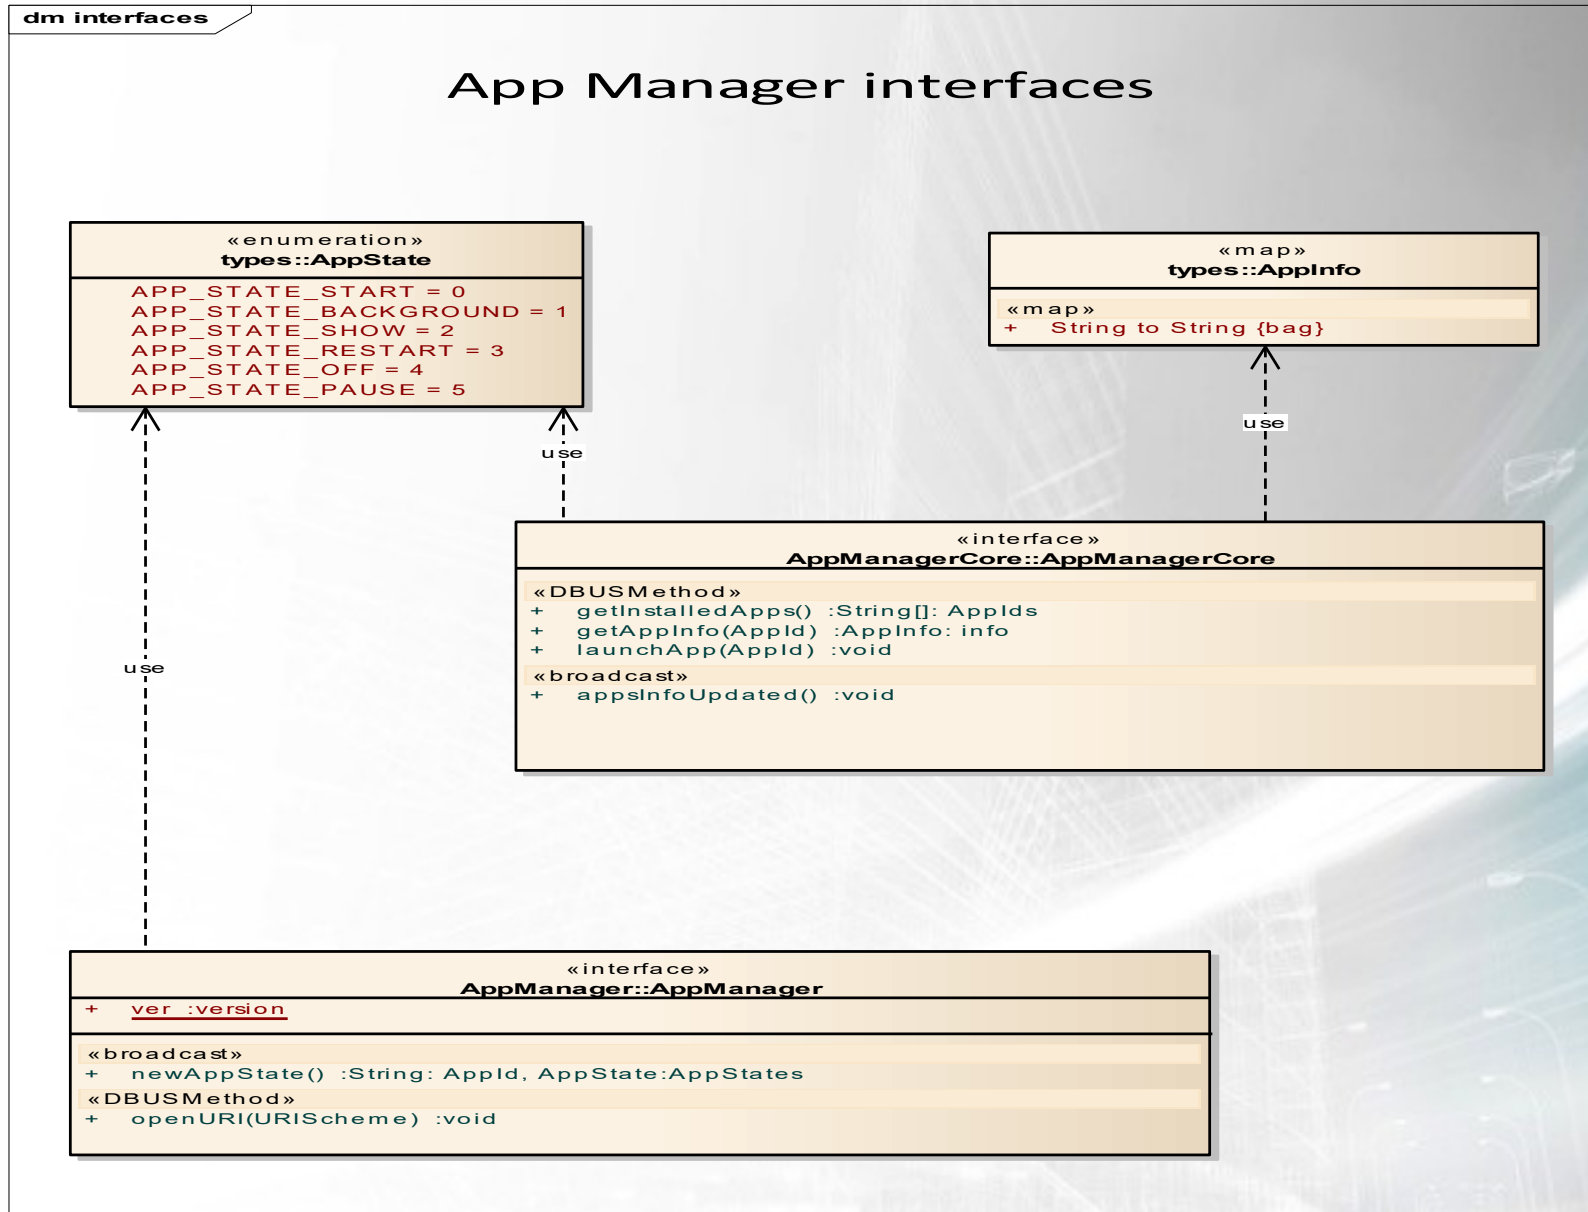 dm interfaces
App Manager interfaces
«enumeration»
types::AppState
APP_STATE_START = 0
APP_STATE_BACKGROUND = 1
APP_STATE_SHOW = 2
APP_STATE_RESTART = 3
APP_STATE_OFF = 4
APP_STATE_PAUSE = 5
«map»
types::AppInfo
«map»
+ String to String {bag}
use
use
use
«interface»
AppManagerCore::AppManagerCore
«DBUSMethod»
+ getInstalledApps() :String[]: AppIds
+ getAppInfo(AppId) :AppInfo: info
+ launchApp(AppId) :void
«broadcast»
+ appsInfoUpdated() :void
«interface»
AppManager::AppManager
+ ver :version
«broadcast»
+ newAppState() :String: AppId, AppState:AppStates
«DBUSMethod»
+ openURI(URIScheme) :void